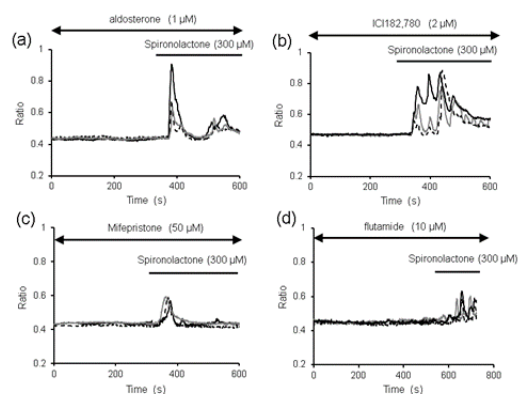 (a)
aldosterone (1 µM)
Spironolactone (300 µM)
1
0.8
0.6
0.4
0.2
Ratio
0 200 400 600
Time (s)
(b)
ICI182,780 (2 µM)
Spironolactone (300 µM)
1
0.8
0.6
0.4
0.2
Ratio
0 200 400 600
Time (s)
(c)
Mifepristone (50 µM)
Spironolactone (300 µM)
1
0.8
0.6
0.4
0.2
Ratio
0 200 400 600
Time (s)
(d)
flutamide (10 µM)
Spironolactone (300 µM)
1
0.8
0.6
0.4
0.2
Ratio
0 200 400 600 800
Time (s)